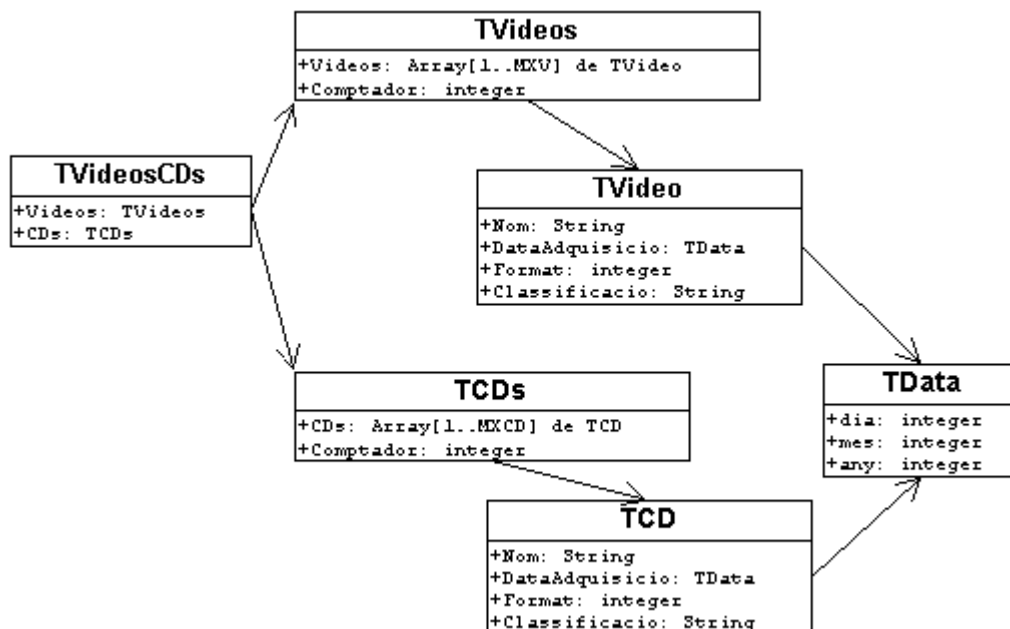 TVideos
+Videos: Array[1..MXV] de TVideo
+Comptador: integer
TVideosCDs
+Videos: TVideos
+CDs: TCDs
TVideo
+Nom: String
+DataAdquisicio: TData
+Format: integer
+Classificacio: String
TData
+dia: integer
+mes: integer
+any: integer
TCDs
+CDs: Array[1..MXCD] de TCD
+Comptador: integer
TCD
+Nom: String
+DataAdquisicio: TData
+Format: integer
+Classificacio: String